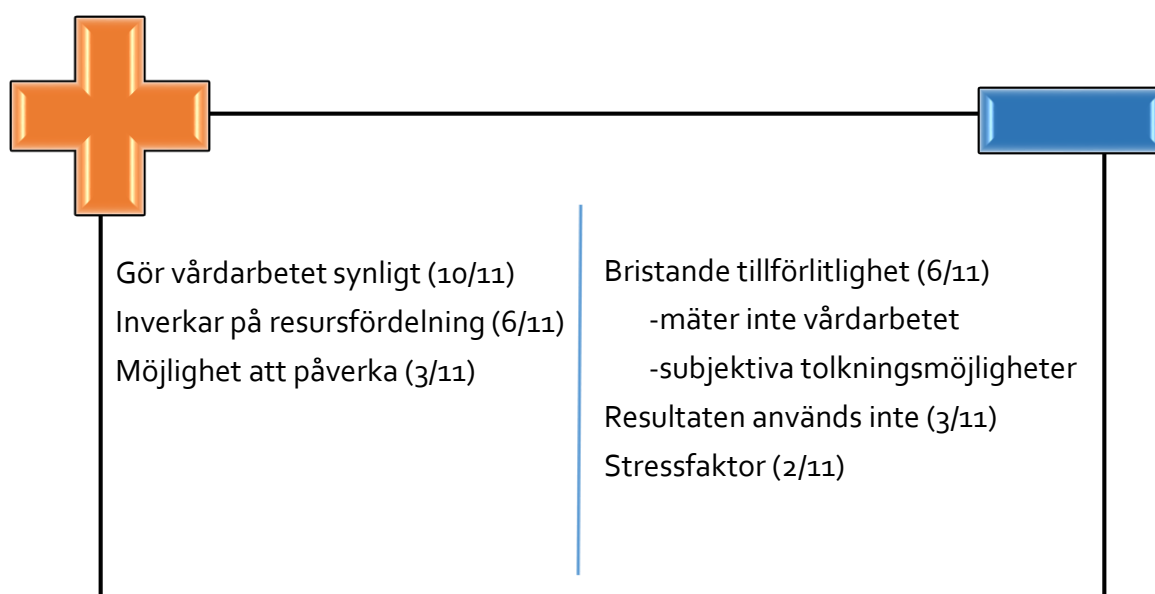 Gör vårdarbetet synligt (10/11)
Inverkar på resursfördelning (6/11)
Möjlighet att påverka (3/11)
Bristande tillförlitlighet (6/11)
-mäter inte vårdarbetet
-subjektiva tolkningsmöjligheter
Resultaten används inte (3/11)
Stressfaktor (2/11)